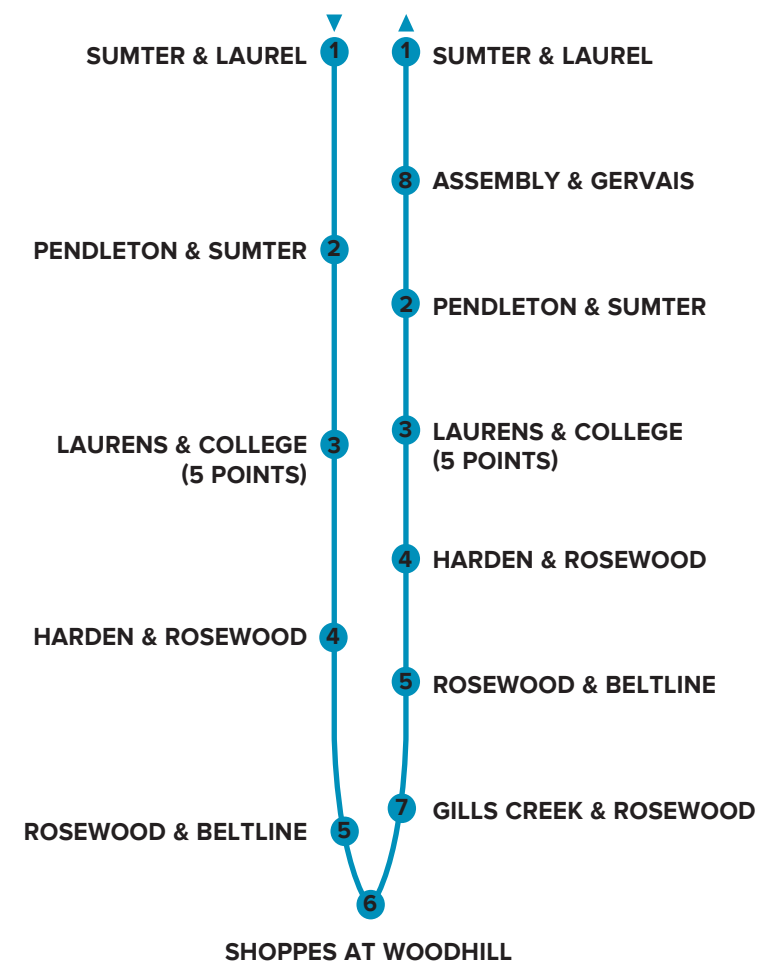 1 SUMTER & LAUREL
PENDLETON & SUMTER 2
LAURENS & COLLEGE 3
(5 POINTS)
HARDEN & ROSEWOOD 4
ROSEWOOD & BELTLINE 5
6
SHOPPES AT WOODHILL
SUMTER & LAUREL 1
8 ASSEMBLY & GERVAIS
2 PENDLETON & SUMTER
3 LAURENS & COLLEGE
(5 POINTS)
4 HARDEN & ROSEWOOD
5 ROSEWOOD & BELTLINE
7 GILLS CREEK & ROSEWOOD